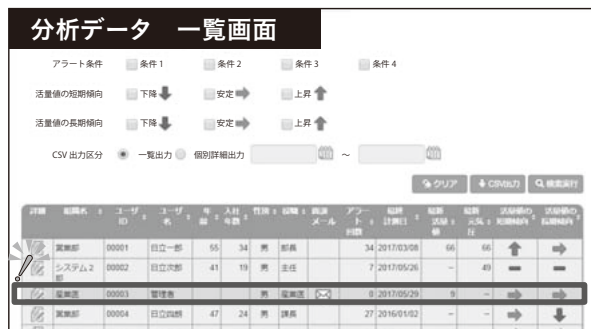 分析データ　一覧画面
アラート条件 条件1 条件2 条件3 条件4
活量値の短期傾向 下降 安定 上昇
活量値の長期傾向 下降 安定 上昇
CSV 出力区分 一覧出力 個別詳細出力 ～
クリア CSV出力 検索実行
詳細 組織名 ユーザID ユーザ名 年齢 入社年数 性別 役職 面談メール アラート回数 最終計測日 最新活量値 最新元気圧 活量値の短期傾向 活量値の長期傾向
営業部 00001 日立一郎 55 34 男 部長 34 2017/03/08 66 66
システム2部 00002 日立次郎 41 19 男 主任 7 2017/05/26 － 49
産業医 00003 管理者 男 産業医 0 2017/05/29 9 －
営業部 00004 日立四郎 47 24 男 課長 27 2016/01/02 － －